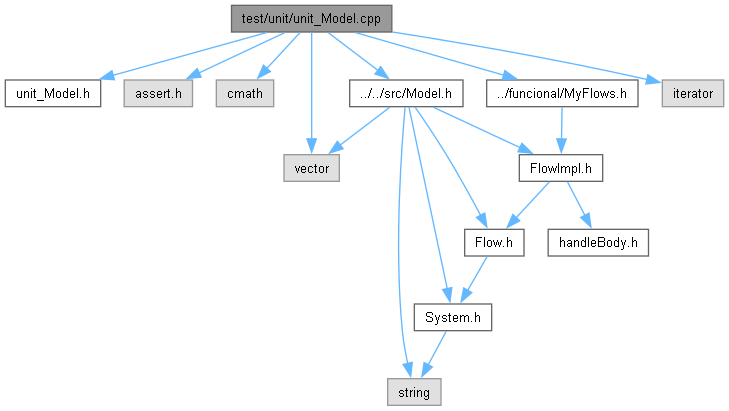 test/unit/unit_Model.cpp
unit_Model.h
assert.h
cmath
../../src/Model.h
../funcional/MyFlows.h
iterator
vector
FlowImpl.h
Flow.h
handleBody.h
System.h
string